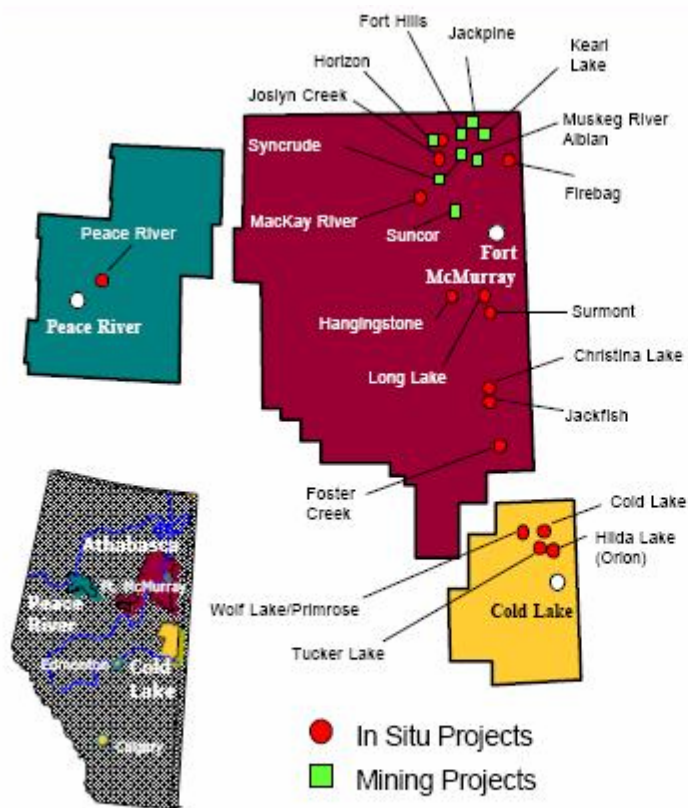 Fort Hills
Jackpine
Kearl
Lake
Horizon
Joslyn Creek
Muskeg River
Albian
Syncrude
Firebag
MacKay River
Suncor
Peace River
Peace River
Fort
McMurray
Hangingstone
Surmont
Long Lake
Christina Lake
Jackfish
Foster
Creek
Cold Lake
Hilda Lake
(Orion)
Wolf Lake/Primrose
Cold Lake
Tucker Lake
Athabasca
Ft. McMurray
Peace
River
Edmonton
Cold
Lake
Calgary
In Situ Projects
Mining Projects